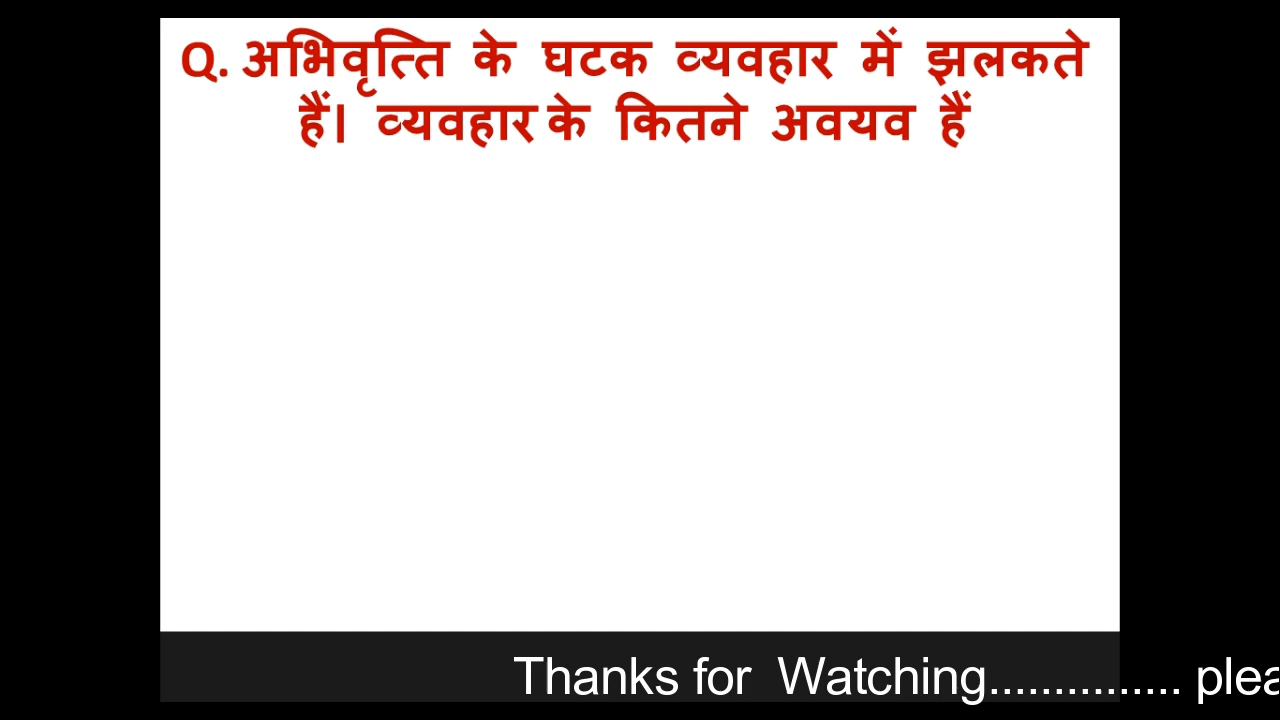 Q. अभिवृत्ति के घटक व्यवहार में झलकते
हैं। व्यवहार के कितने अवयव हैं
Thanks for Watching............... plea